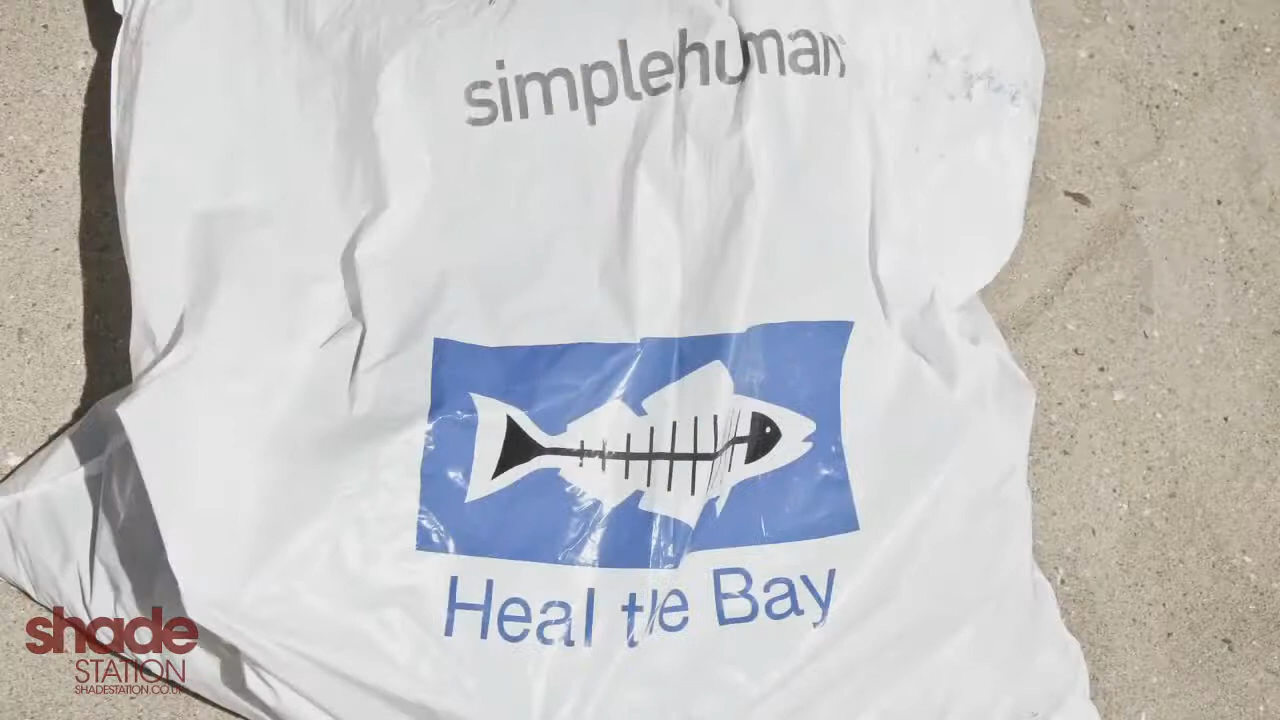 simplehuman
Heal the Bay
shade
STATION
SHADESTATION.CO.UK